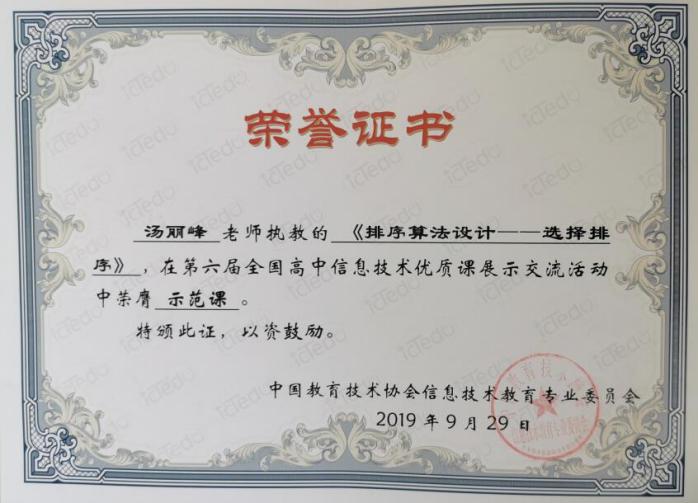 荣誉证书
汤丽峰 老师执教的 《排序算法设计——选择排
序》,在第六届全国高中信息技术优质课展示交流活动
中荣膺 示范课 。
特颁此证,以资鼓励。
中国教育技术协会信息技术教育专业委员会
2019 年 9 月 29 日